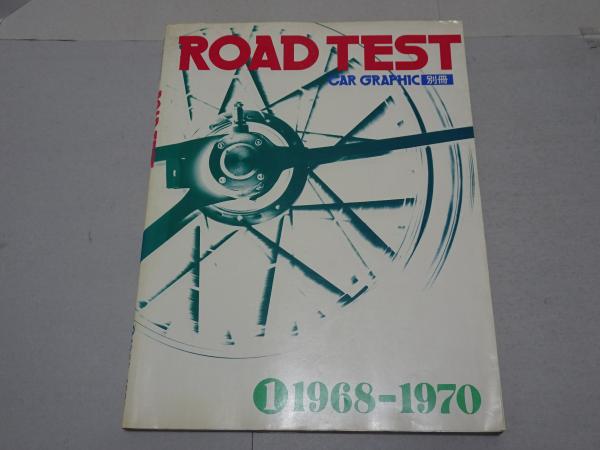 ROAD TEST
CAR GRAPHIC 別冊
1 1968-1970